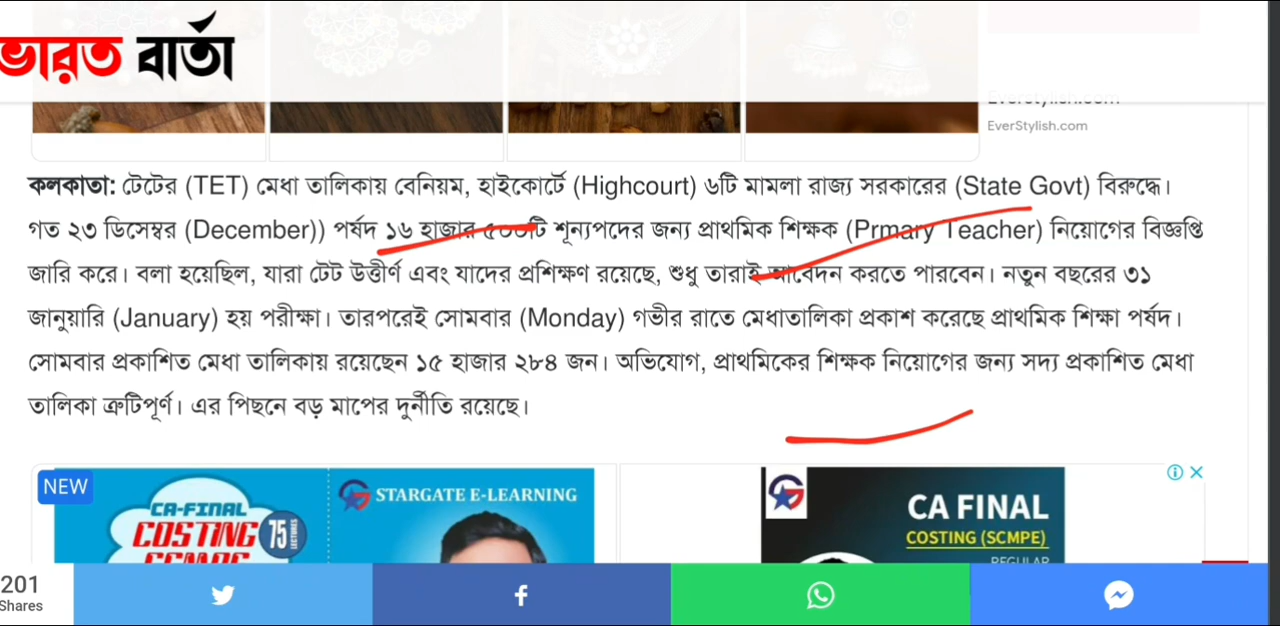 ভারত বার্তা
EverStylish.com
কলকাতা: টেটের (TET) মেধা তালিকায় বেনিয়ম, হাইকোর্টে (Highcourt) ৬টি মামলা রাজ্য সরকারের (State Govt) বিরুদ্ধে।
গত ২৩ ডিসেম্বর (December)) পর্ষদ ১৬ হাজার ৫০০টি শূন্যপদের জন্য প্রাথমিক শিক্ষক (Prmary Teacher) নিয়োগের বিজ্ঞপ্তি
জারি করে। বলা হয়েছিল, যারা টেট উত্তীর্ণ এবং যাদের প্রশিক্ষণ রয়েছে, শুধু তারাই আবেদন করতে পারবেন। নতুন বছরের ৩১
জানুয়ারি (January) হয় পরীক্ষা। তারপরেই সোমবার (Monday) গভীর রাতে মেধাতালিকা প্রকাশ করেছে প্রাথমিক শিক্ষা পর্ষদ।
সোমবার প্রকাশিত মেধা তালিকায় রয়েছেন ১৫ হাজার ২৮৪ জন। অভিযোগ, প্রাথমিকের শিক্ষক নিয়োগের জন্য সদ্য প্রকাশিত মেধা
তালিকা ত্রুটিপূর্ণ। এর পিছনে বড় মাপের দুর্নীতি রয়েছে।
NEW
CA-FINAL
COSTING
75
LECTURES
STARGATE E-LEARNING
CA FINAL
COSTING (SCMPE)
REGULAR
201
Shares